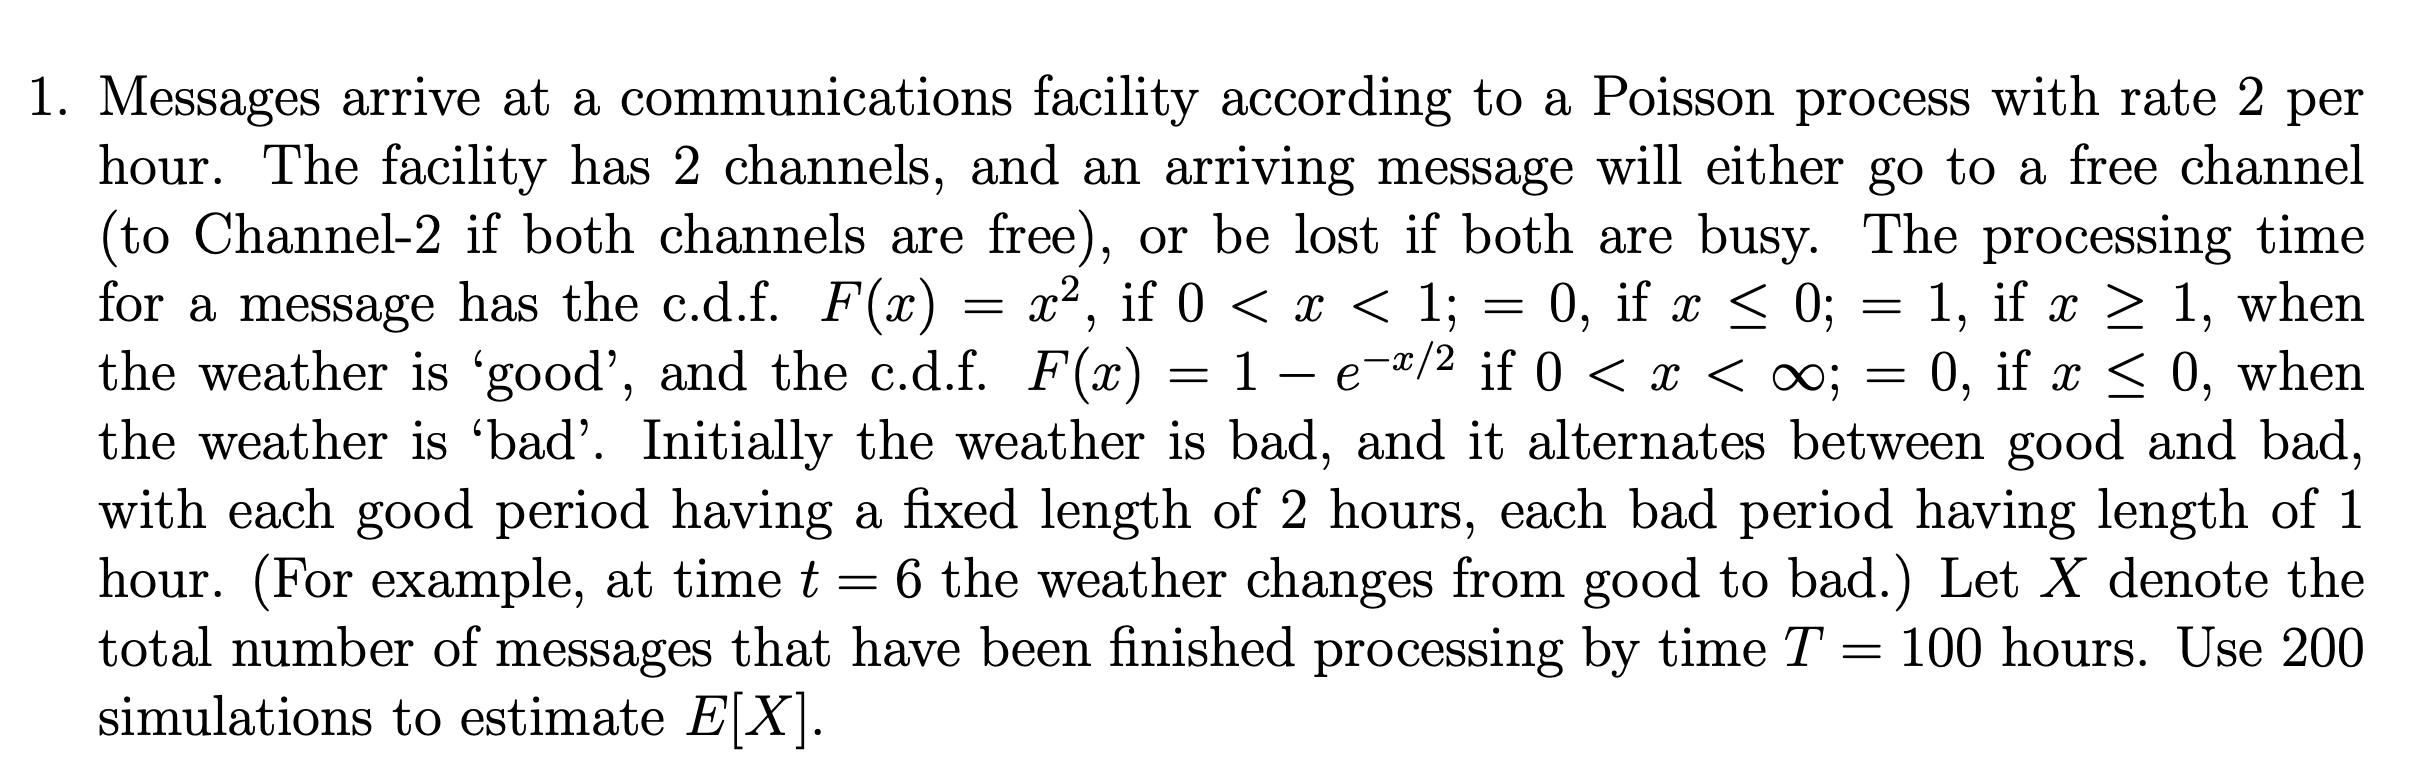 1. Messages arrive at a communications facility according to a Poisson process with rate 2 per
hour. The facility has 2 channels, and an arriving message will either go to a free channel
(to Channel-2 if both channels are free), or be lost if both are busy. The processing time
for a message has the c.d.f. F(x) = x², if 0 < x < 1; = 0, if x ≤ 0; = 1, if x ≥ 1, when
the weather is ‘good’, and the c.d.f. F(x) = 1 − e^{−x/2} if 0 < x < ∞; = 0, if x ≤ 0, when
the weather is ‘bad’. Initially the weather is bad, and it alternates between good and bad,
with each good period having a fixed length of 2 hours, each bad period having length of 1
hour. (For example, at time t = 6 the weather changes from good to bad.) Let X denote the
total number of messages that have been finished processing by time T = 100 hours. Use 200
simulations to estimate E[X].